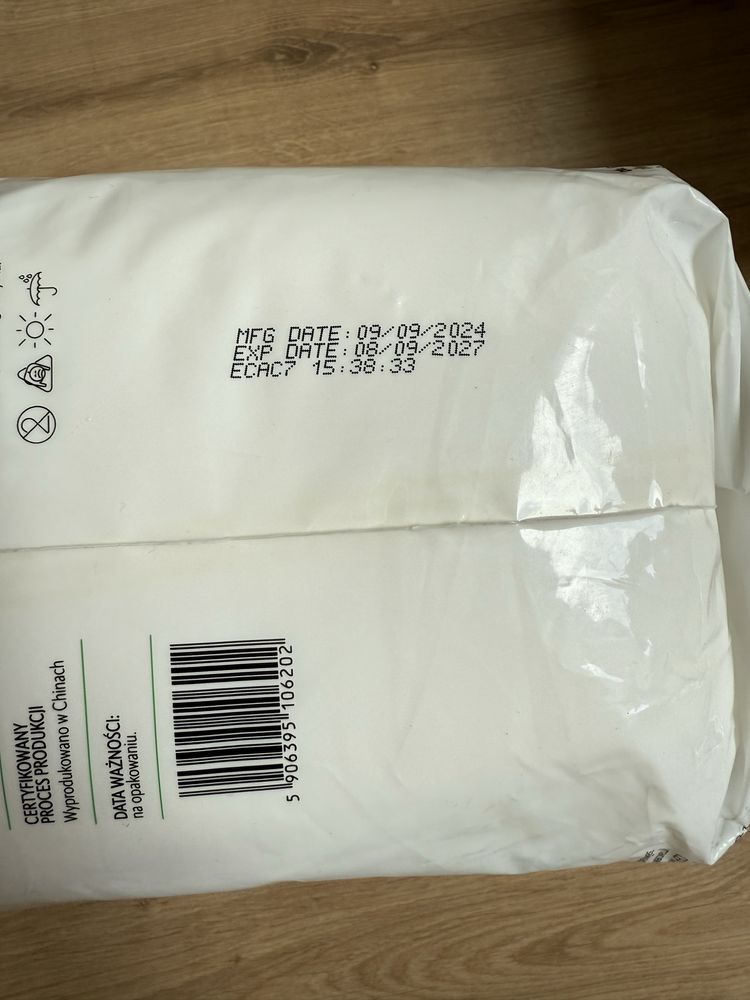 MFG DATE:09/09/2024
EXP DATE:08/09/2027
ECAC7 15:38:33
CERTYFIKOWANY
PROCES PRODUKCJI
Wyprodukowano w Chinach
DATA WAŻNOŚCI:
na opakowaniu.
5 906395 106202